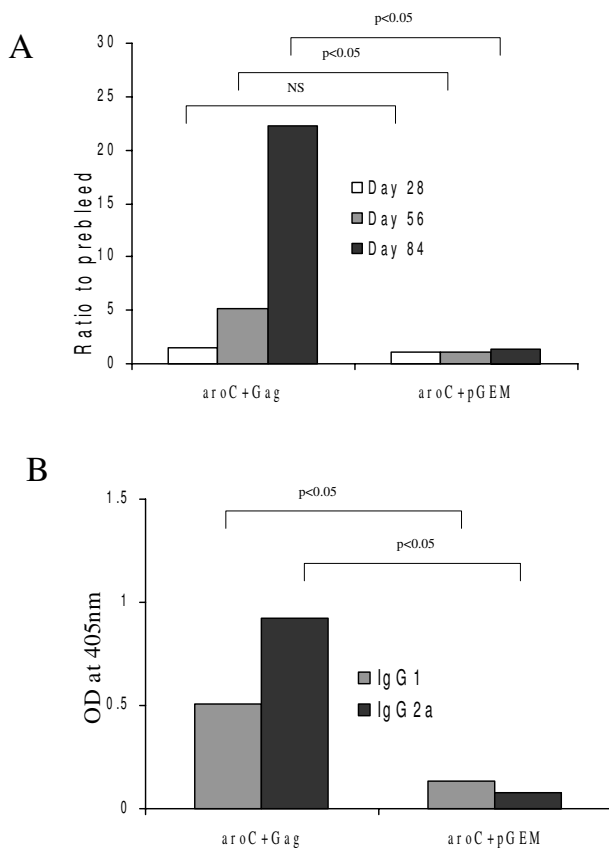 A
p<0.05
p<0.05
NS
30
25
20
15
10
5
0
Ratio to prebleed
Day 28
Day 56
Day 84
aroC+Gag
aroC+pGEM
B
1.5
1
0.5
0
OD at 405nm
p<0.05
p<0.05
IgG1
IgG2a
aroC+Gag
aroC+pGEM